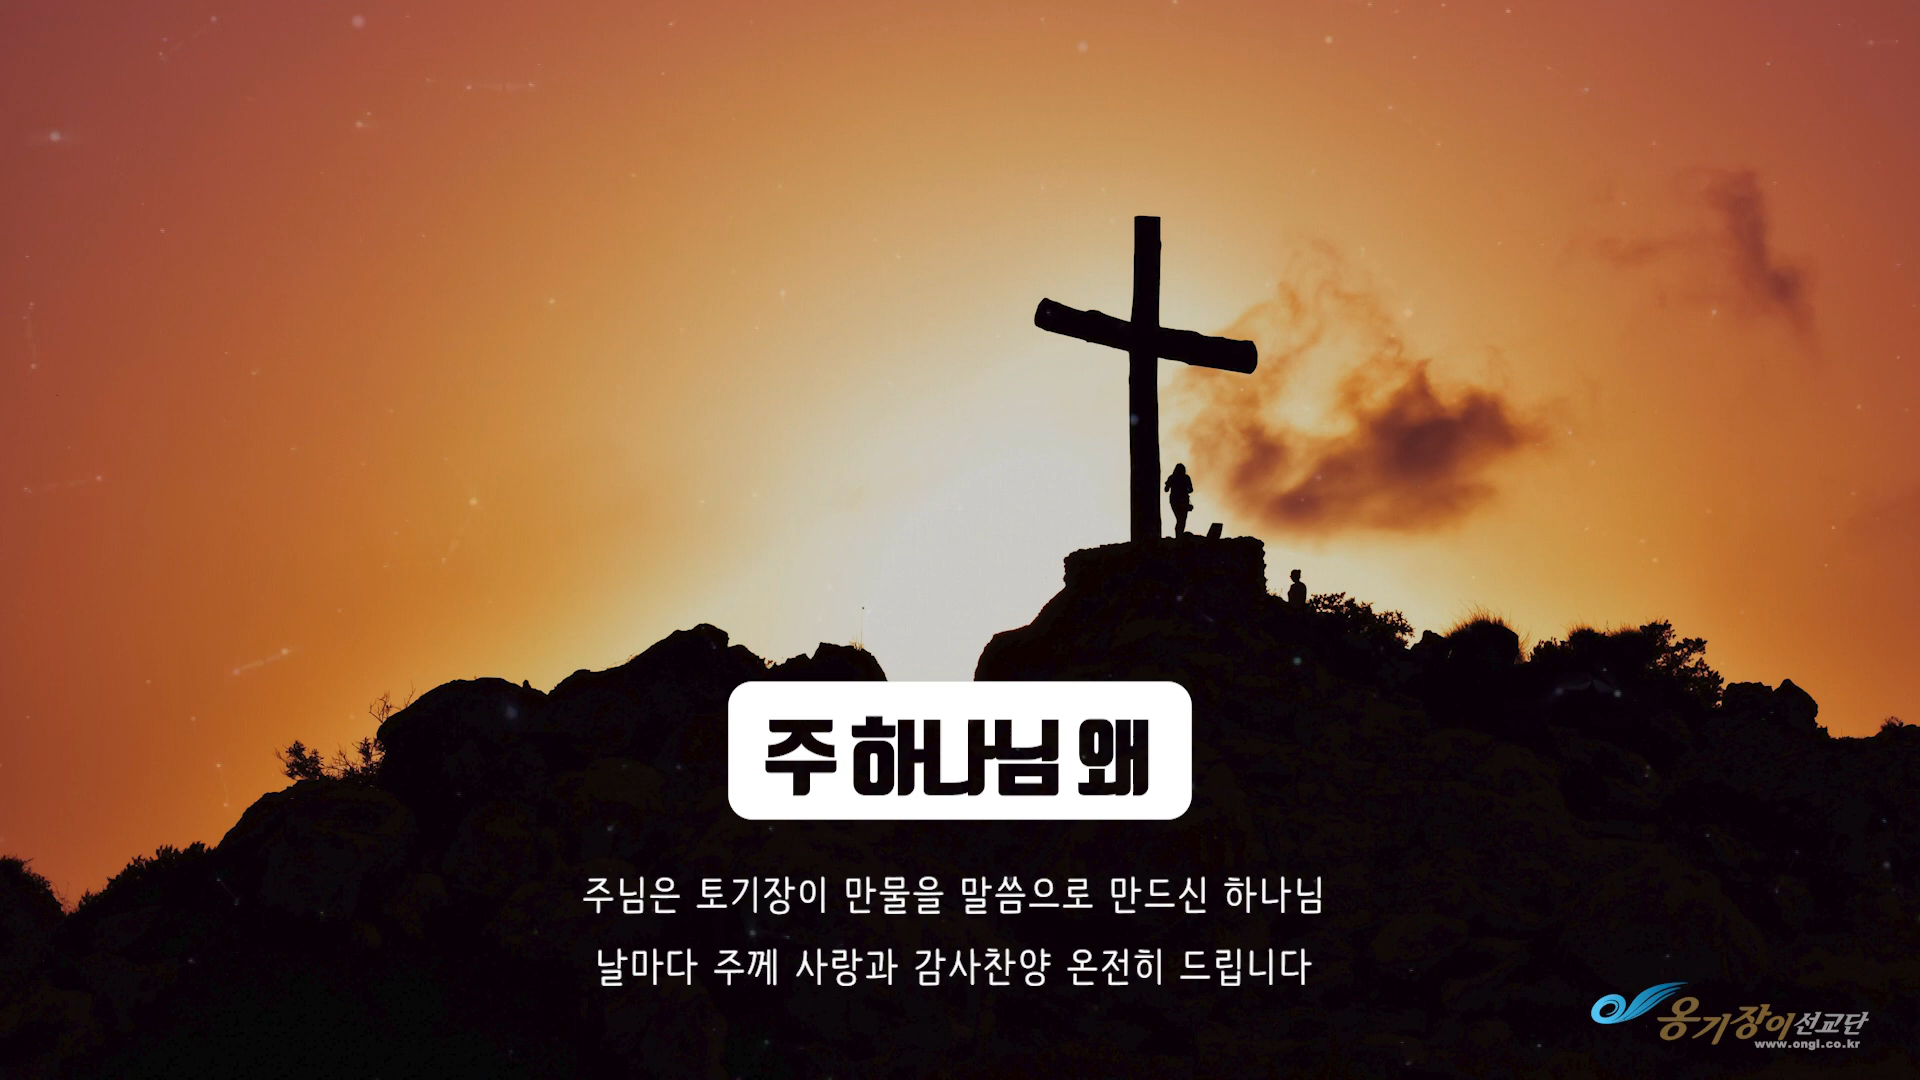 주 하나님 왜
주님은 토기장이 만물을 말씀으로 만드신 하나님
날마다 주께 사랑과 감사찬양 온전히 드립니다
옹기장이선교단
www.ongi.co.kr